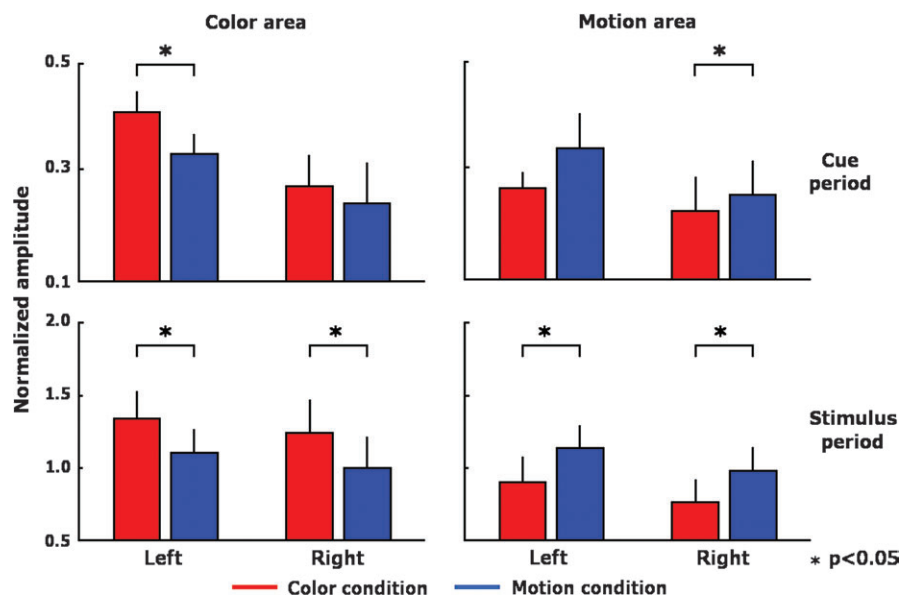 Color area
Motion area
Normalized amplitude
0.5
0.3
0.1
*
*
Cue
period
2.0
1.5
1.0
0.5
*
*
*
*
Stimulus
period
Left
Right
Left
Right
* p<0.05
Color condition
Motion condition